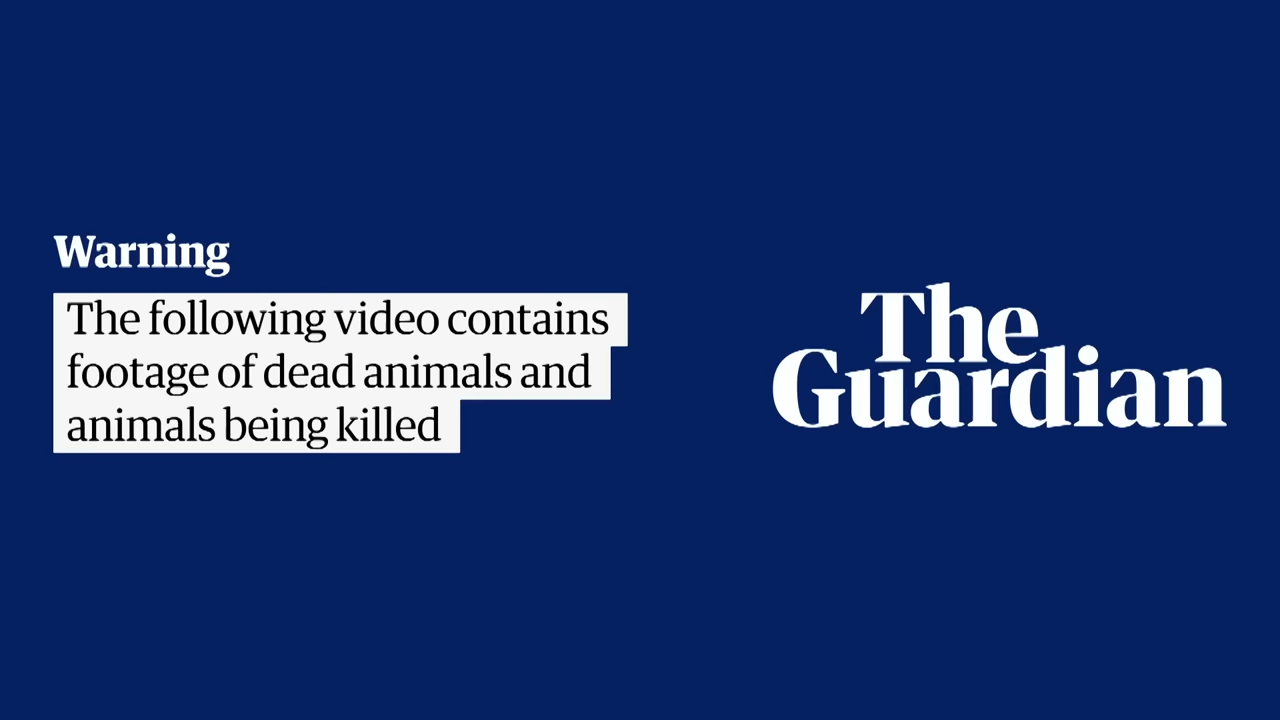 Warning
The following video contains
footage of dead animals and
animals being killed
The
Guardian